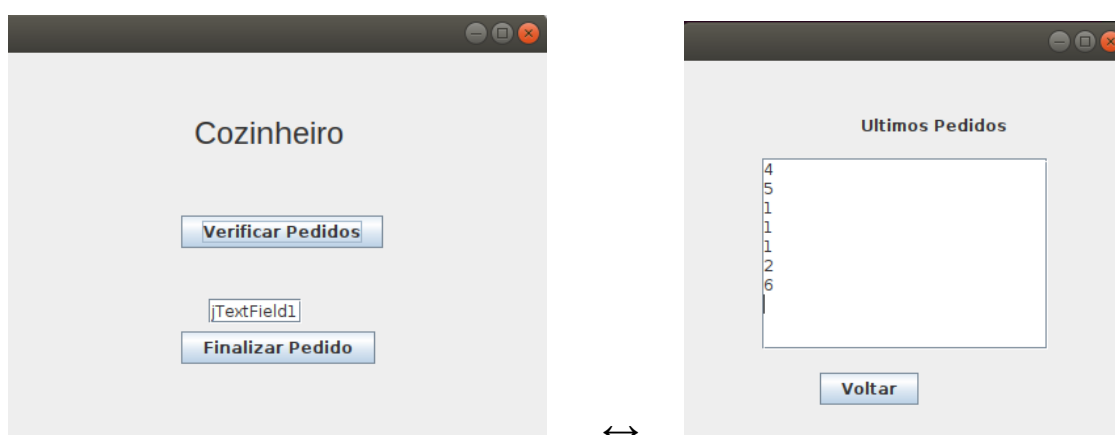 Cozinheiro
Verificar Pedidos
jTextField1
Finalizar Pedido
Ultimos Pedidos
4
5
1
1
1
2
6
Voltar